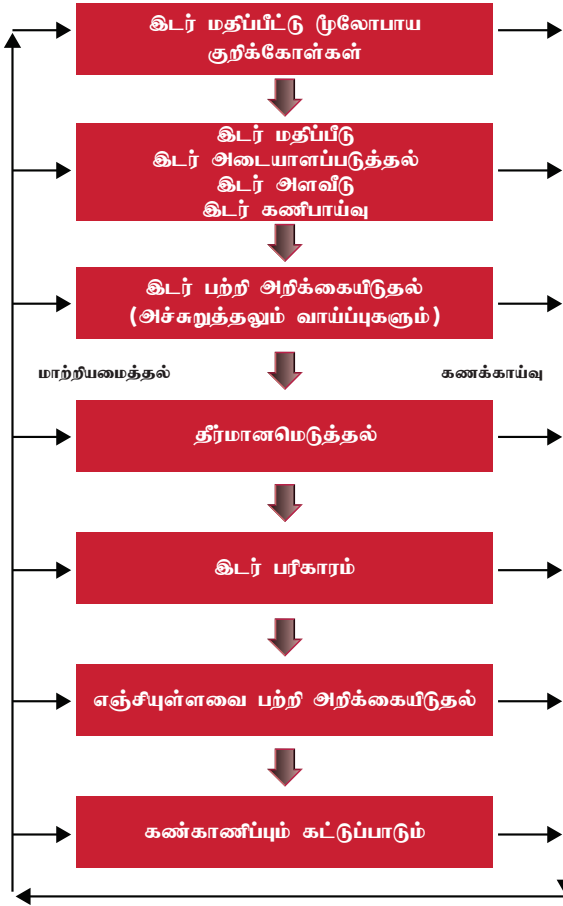 இடர் மதிப்பீட்டு மூலோபாய
குறிக்கோள்கள்
இடர் மதிப்பீடு
இடர் அடையாளப்படுத்தல்
இடர் அளவீடு
இடர் கணிபாய்வு
இடர் பற்றி அறிக்கையிடுதல்
(அச்சுறுத்தலும் வாய்ப்புகளும்)
மாற்றியமைத்தல்
கணக்காய்வு
தீர்மானமெடுத்தல்
இடர் பரிகாரம்
எஞ்சியுள்ளவை பற்றி அறிக்கையிடுதல்
கண்காணிப்பும் கட்டுப்பாடும்